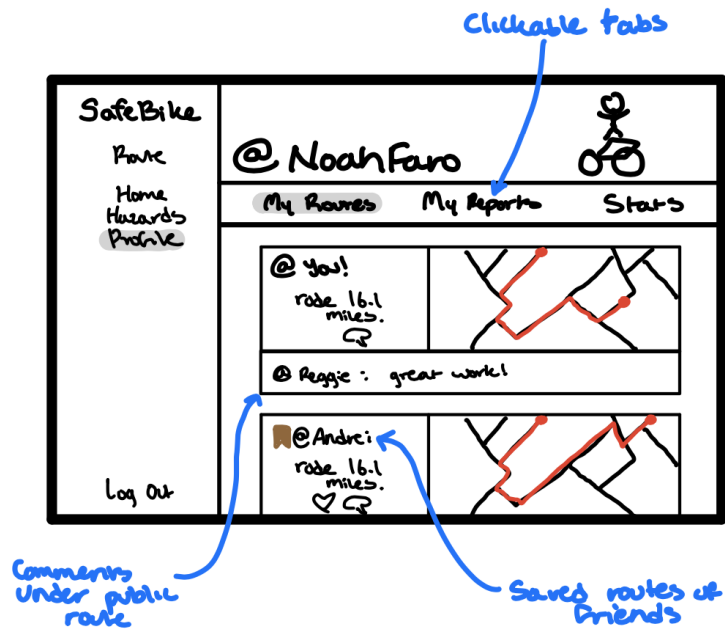 Clickable tabs
SafeBike
Route
Home
Hazards
Profile
Log Out
@NoahFaro
My Routes My Reports Stats
@You!
rode 16.1
miles.
@Reggie: great work!
@Andrei
rode 16.1
miles.
Comments
under public
route
Saved routes of
friends